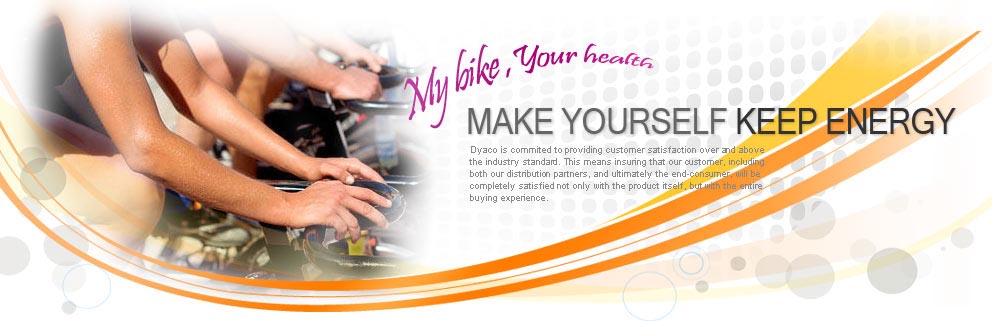 My bike, Your health
MAKE YOURSELF KEEP ENERGY
Dyaco is commited to providing customer satisfaction over and above
the industry standard. This means insuring that our customer, including
both our distribution partners, and ultimately the end-consumer, will be
completely satisfied not only with the product itself, but with the entire
buying experience.